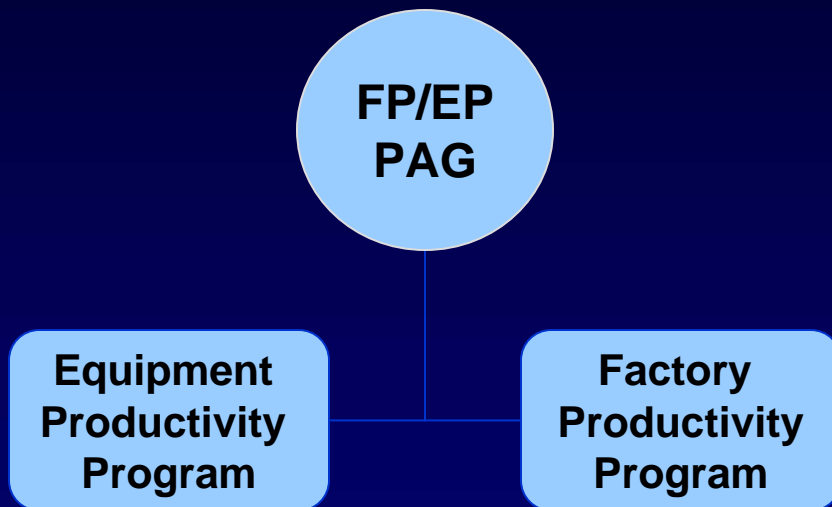 FP/EP
PAG
Equipment
Productivity
Program
Factory
Productivity
Program